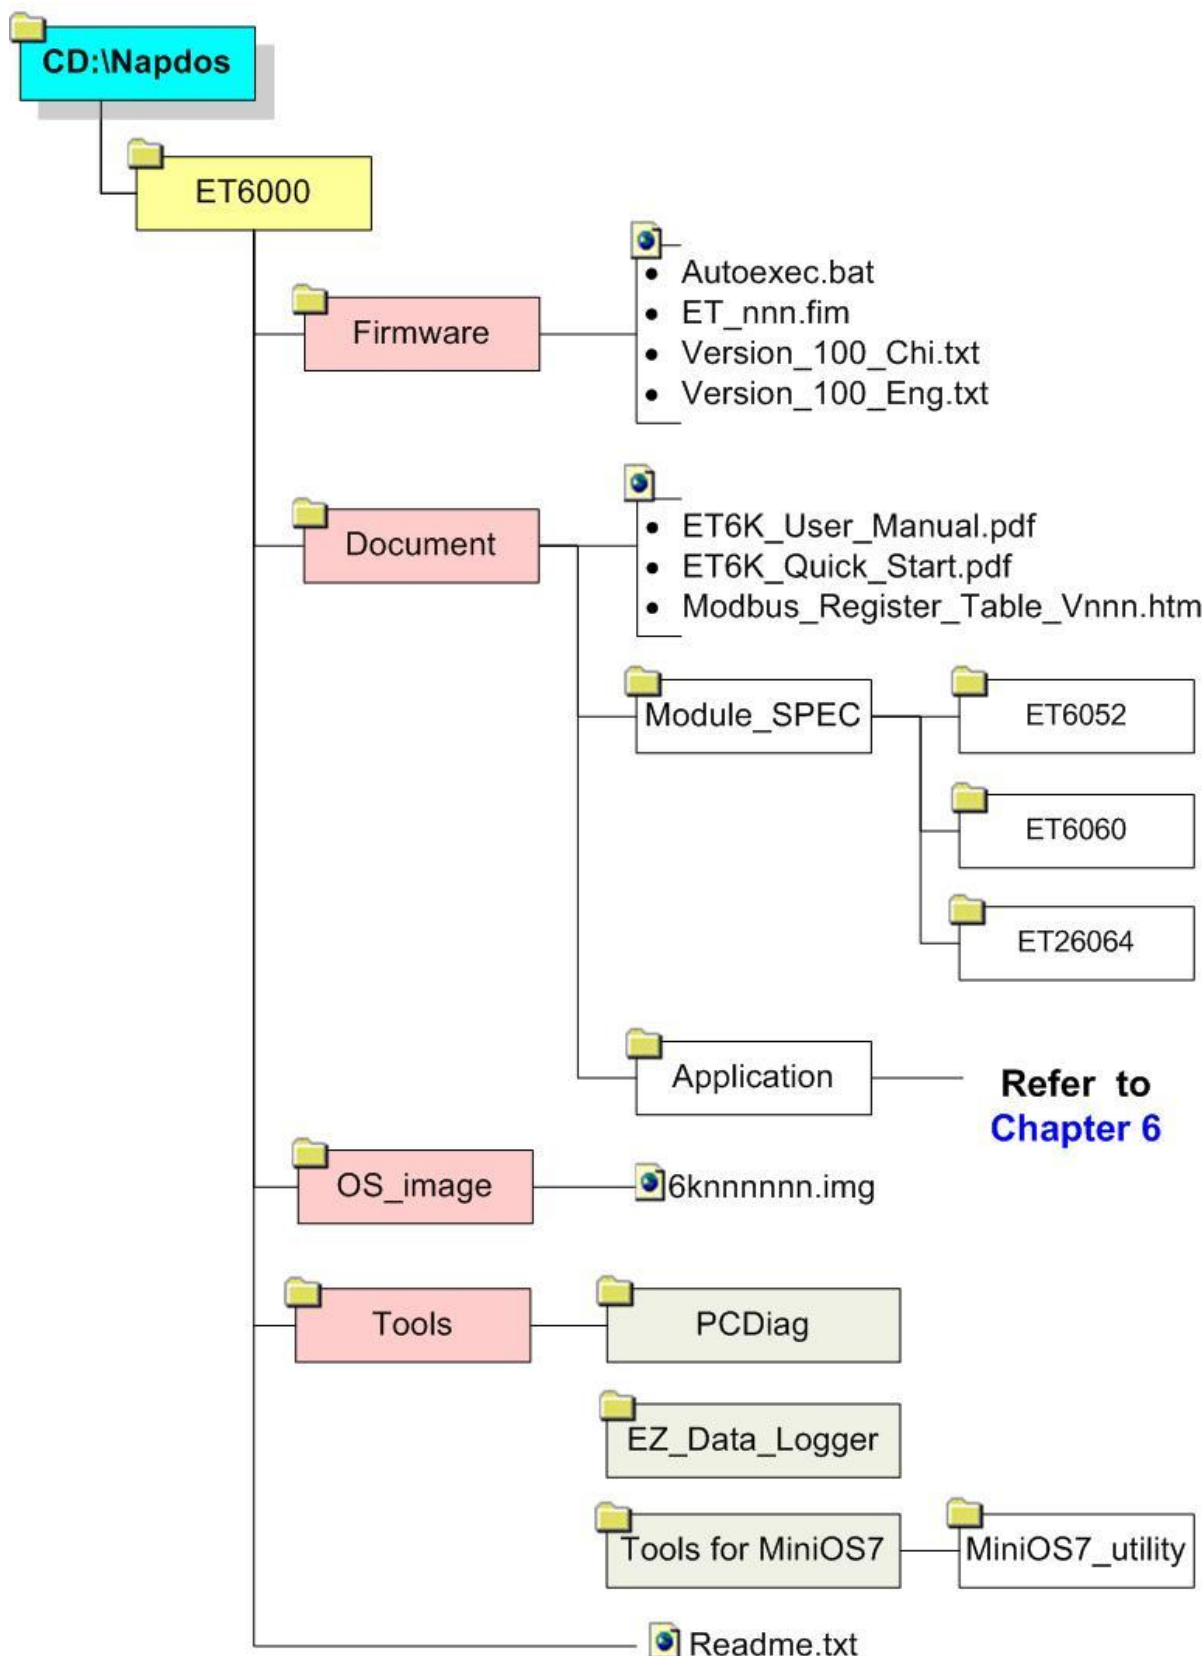 CD:\Napdos
ET6000
Firmware
Autoexec.bat
ET_nnn.fim
Version_100_Chi.txt
Version_100_Eng.txt
Document
ET6K_User_Manual.pdf
ET6K_Quick_Start.pdf
Modbus_Register_Table_Vnnn.htm
Module_SPEC
ET6052
ET6060
ET26064
Application
Refer to
Chapter 6
OS_image
6knnnnnn.img
Tools
PCDiag
EZ_Data_Logger
Tools for MiniOS7
MiniOS7_utility
Readme.txt